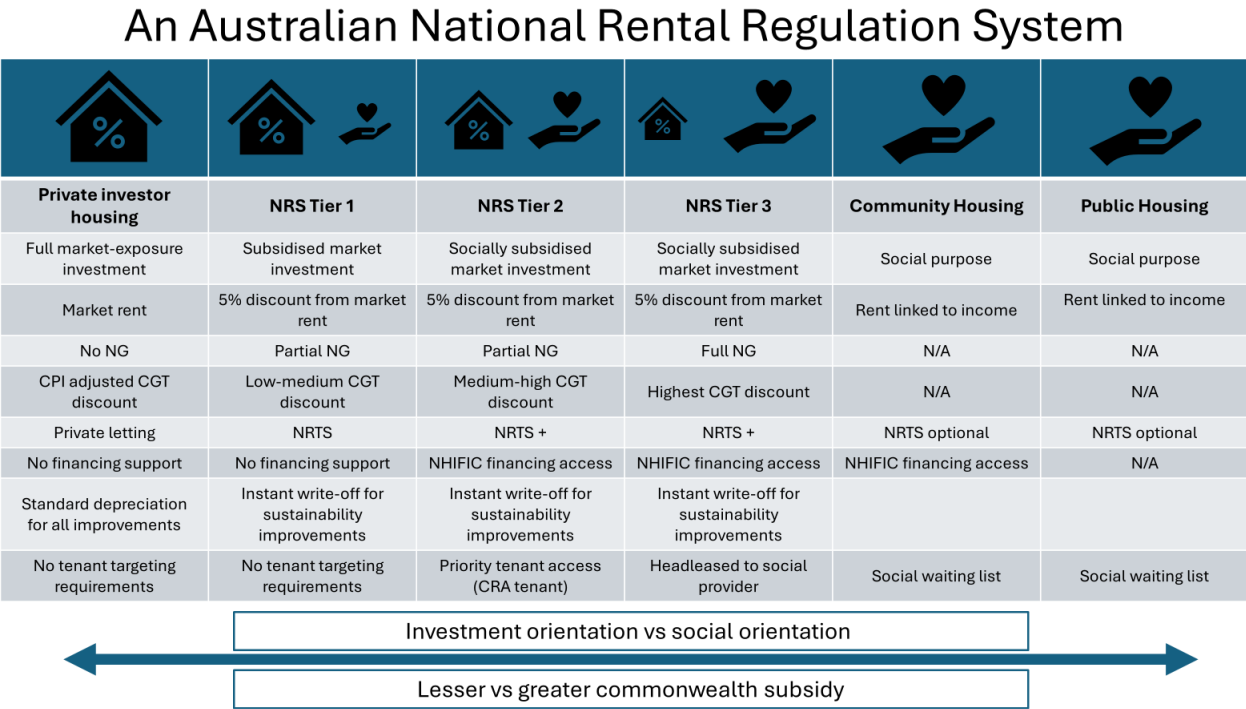 An Australian National Rental Regulation System
%
%
%
%
Private investor
housing
NRS Tier 1
NRS Tier 2
NRS Tier 3
Community Housing
Public Housing
Full market-exposure
investment
Subsidised market
investment
Socially subsidised
market investment
Socially subsidised
market investment
Social purpose
Social purpose
Market rent
5% discount from market
rent
5% discount from market
rent
5% discount from market
rent
Rent linked to income
Rent linked to income
No NG
Partial NG
Partial NG
Full NG
N/A
N/A
CPI adjusted CGT
discount
Low-medium CGT
discount
Medium-high CGT
discount
Highest CGT discount
N/A
N/A
Private letting
NRTS
NRTS +
NRTS +
NRTS optional
NRTS optional
No financing support
No financing support
NHIFIC financing access
NHIFIC financing access
NHIFIC financing access
N/A
Standard depreciation
for all improvements
Instant write-off for
sustainability
improvements
Instant write-off for
sustainability
improvements
Instant write-off for
sustainability
improvements
No tenant targeting
requirements
No tenant targeting
requirements
Priority tenant access
(CRA tenant)
Headleased to social
provider
Social waiting list
Social waiting list
Investment orientation vs social orientation
Lesser vs greater commonwealth subsidy